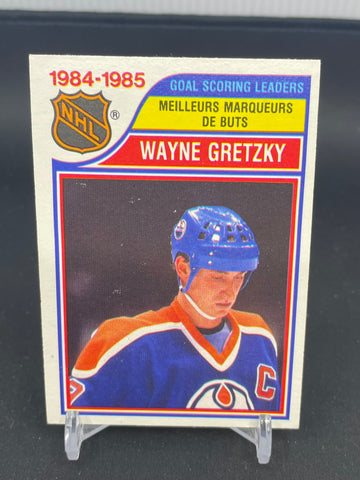 1984-1985
NHL
®
GOAL SCORING LEADERS
MEILLEURS MARQUEURS
DE BUTS
WAYNE GRETZKY
C